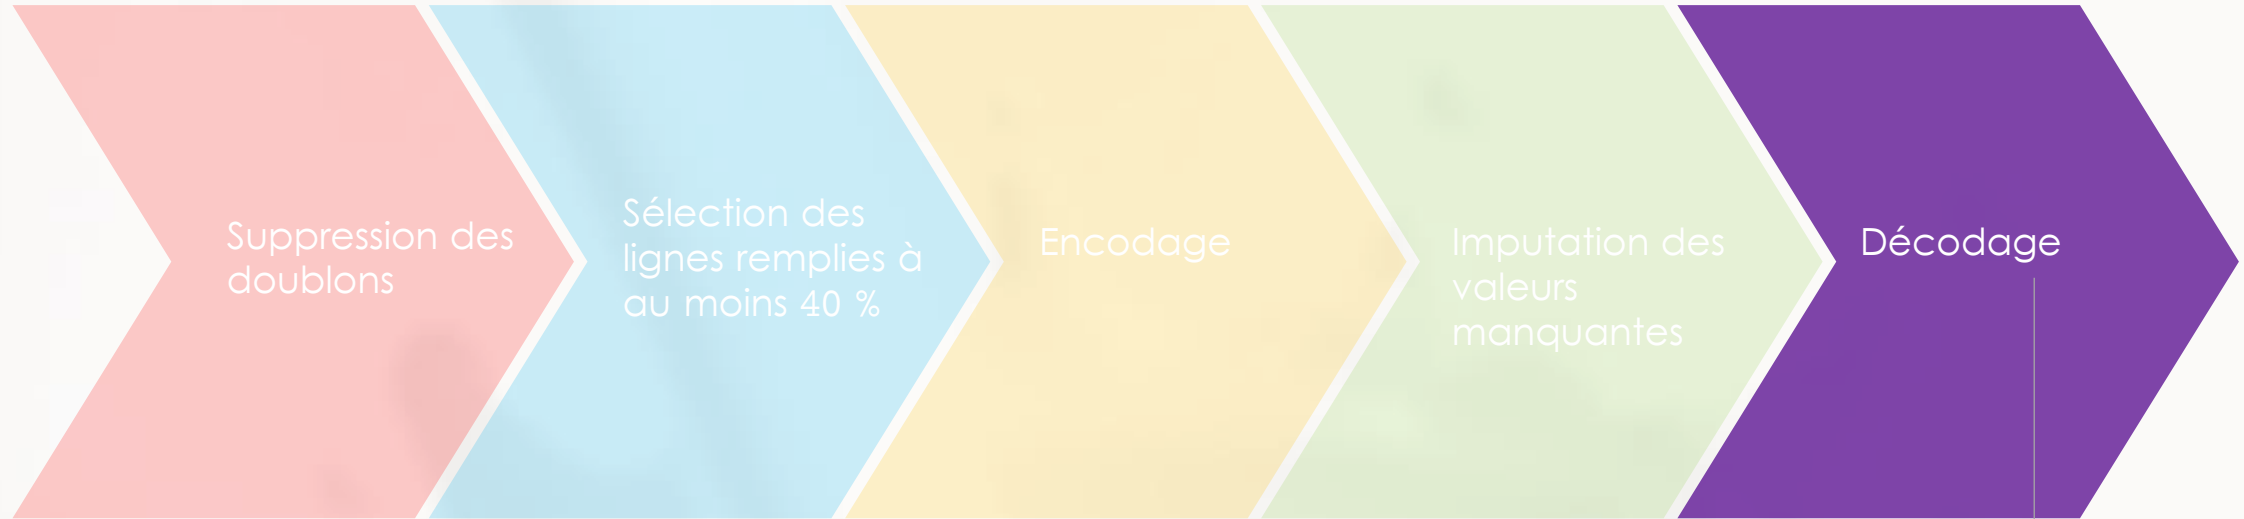 Suppression des
doublons
Sélection des
lignes remplies à
au moins 40 %
Encodage
Imputation des
valeurs
manquantes
Décodage